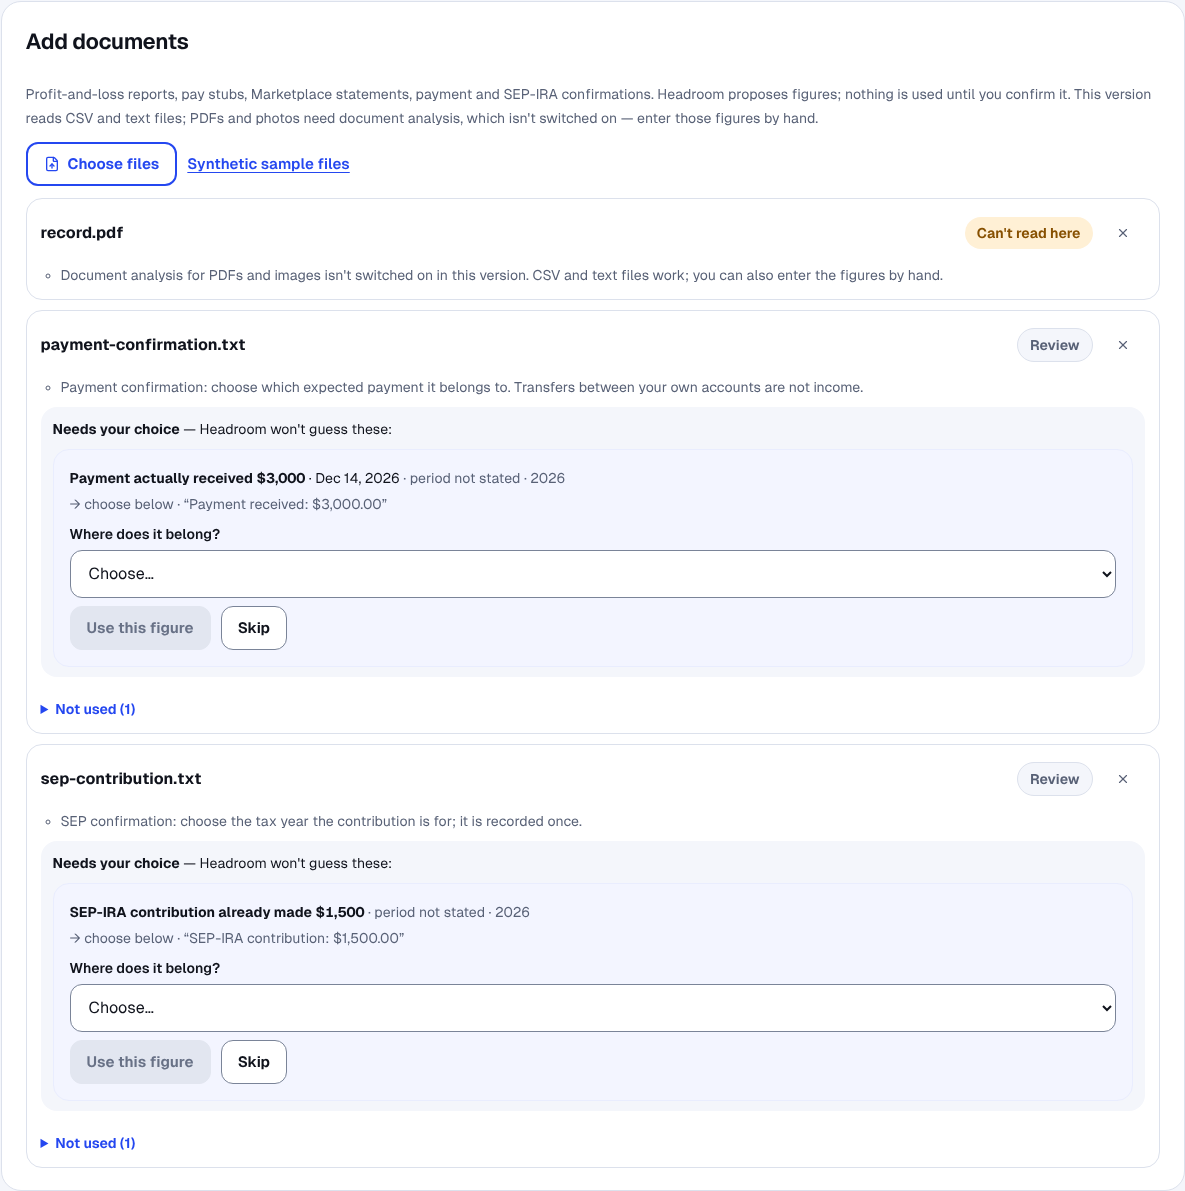 Add documents
Profit-and-loss reports, pay stubs, Marketplace statements, payment and SEP-IRA confirmations. Headroom proposes figures; nothing is used until you confirm it. This version
reads CSV and text files; PDFs and photos need document analysis, which isn't switched on — enter those figures by hand.
Choose files Synthetic sample files
record.pdf Can't read here ×
Document analysis for PDFs and images isn't switched on in this version. CSV and text files work; you can also enter the figures by hand.
payment-confirmation.txt Review ×
Payment confirmation: choose which expected payment it belongs to. Transfers between your own accounts are not income.
Needs your choice — Headroom won't guess these:
Payment actually received $3,000 · Dec 14, 2026 · period not stated · 2026
→ choose below · “Payment received: $3,000.00”
Where does it belong?
Choose...
Use this figure Skip
Not used (1)
sep-contribution.txt Review ×
SEP confirmation: choose the tax year the contribution is for; it is recorded once.
Needs your choice — Headroom won't guess these:
SEP-IRA contribution already made $1,500 · period not stated · 2026
→ choose below · “SEP-IRA contribution: $1,500.00”
Where does it belong?
Choose...
Use this figure Skip
Not used (1)